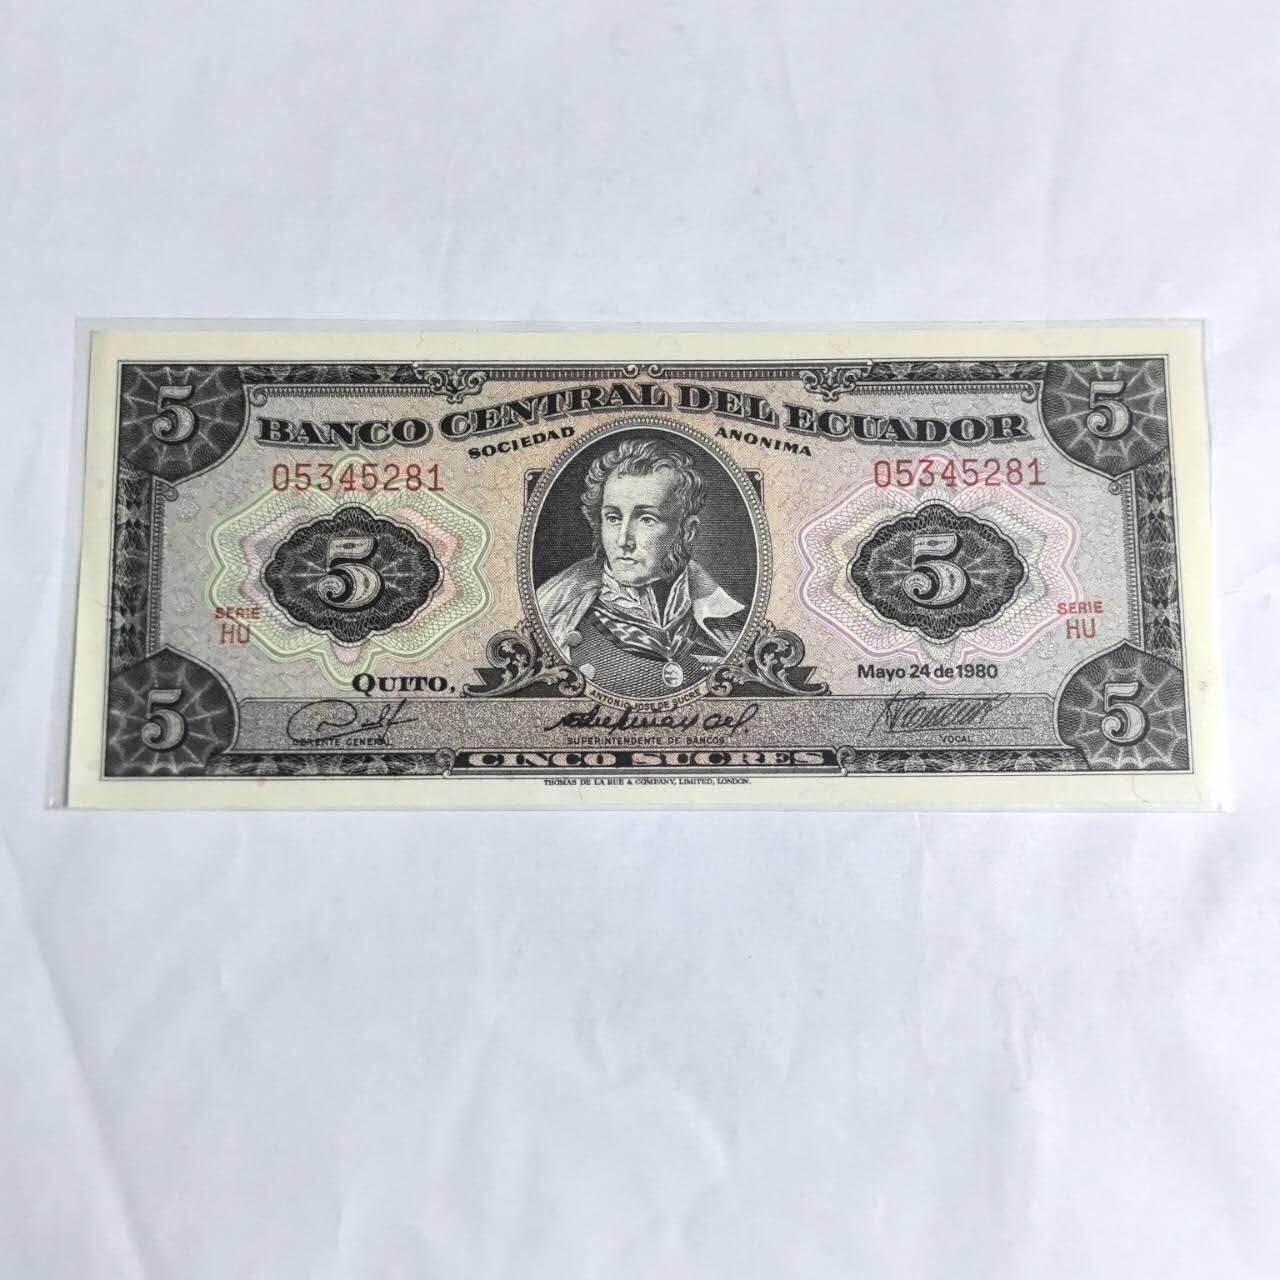 5 5
BANCO CENTRAL DEL ECUADOR
SOCIEDAD ANONIMA
05345281 05345281
5 5
SERIE HU
SERIE HU
QUITO,
Mayo 24 de 1980
ANTONIO JOSE DE SUCRE
5 5
GERENTE GENERAL
SUPERINTENDENTE DE BANCOS
VOCAL
CINCO SUCRES
THOMAS DE LA RUE & COMPANY, LIMITED, LONDON.